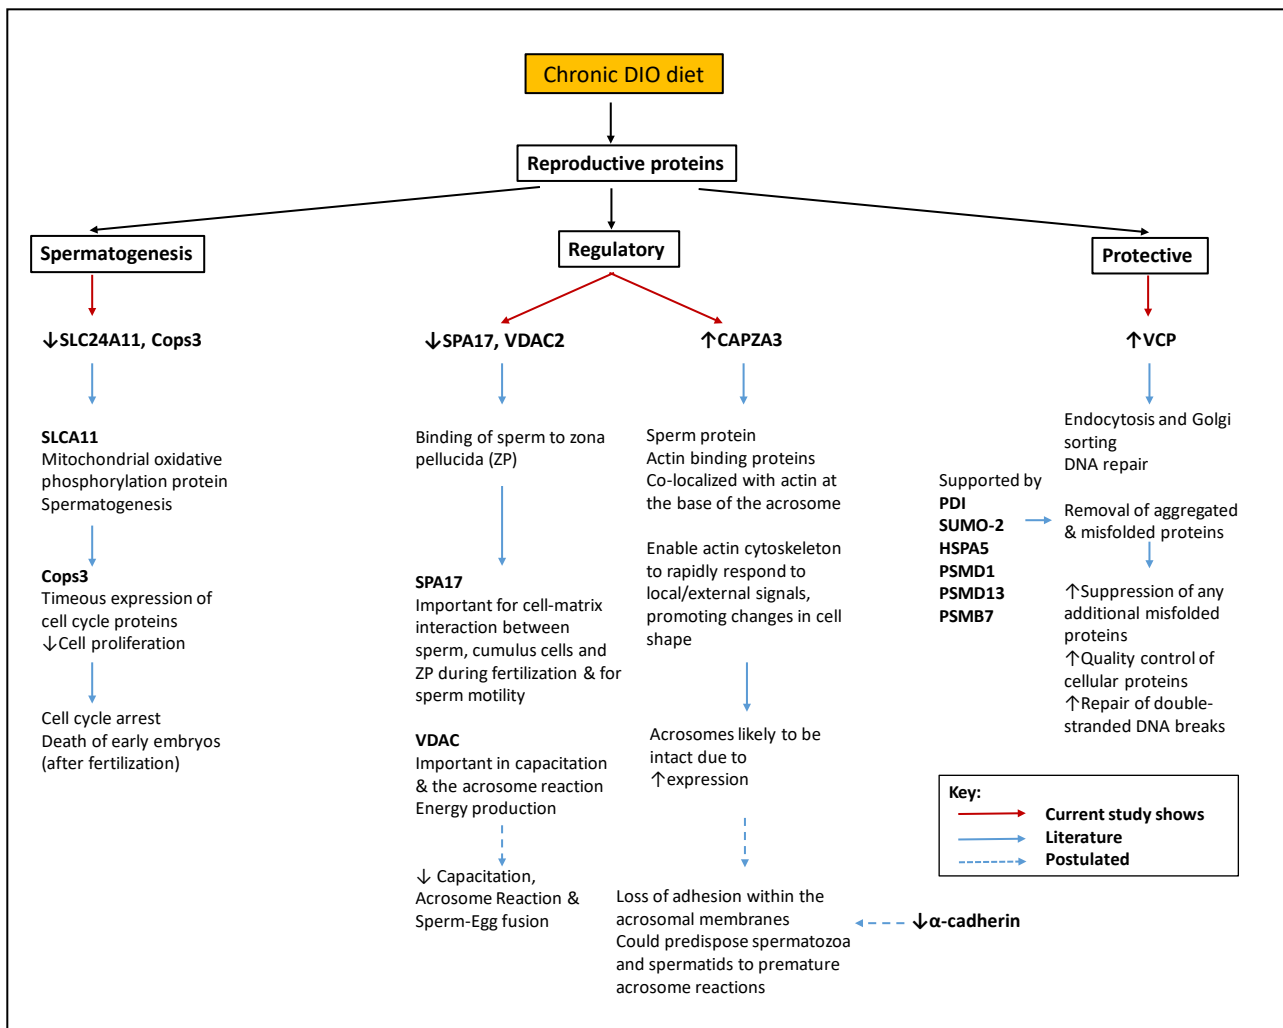 Chronic DIO diet
Reproductive proteins
Spermatogenesis
Regulatory
Protective
↓SLC24A11, Cops3
↓SPA17, VDAC2
↑CAPZA3
↑VCP
SLCA11
Mitochondrial oxidative
phosphorylation protein
Spermatogenesis
Cops3
Timeous expression of
cell cycle proteins
↓Cell proliferation
Cell cycle arrest
Death of early embryos
(after fertilization)
Binding of sperm to zona
pellucida (ZP)
SPA17
Important for cell-matrix
interaction between
sperm, cumulus cells and
ZP during fertilization & for
sperm motility
VDAC
Important in capacitation
& the acrosome reaction
Energy production
↓ Capacitation,
Acrosome Reaction &
Sperm-Egg fusion
Sperm protein
Actin binding proteins
Co-localized with actin at
the base of the acrosome
Enable actin cytoskeleton
to rapidly respond to
local/external signals,
promoting changes in cell
shape
Acrosomes likely to be
intact due to
↑expression
Loss of adhesion within the
acrosomal membranes
Could predispose spermatozoa
and spermatids to premature
acrosome reactions
↓α-cadherin
Endocytosis and Golgi
sorting
DNA repair
Supported by
PDI
SUMO-2
HSPA5
PSMD1
PSMD13
PSMB7
Removal of aggregated
& misfolded proteins
↑Suppression of any
additional misfolded
proteins
↑Quality control of
cellular proteins
↑Repair of double-
stranded DNA breaks
Key:
Current study shows
Literature
Postulated